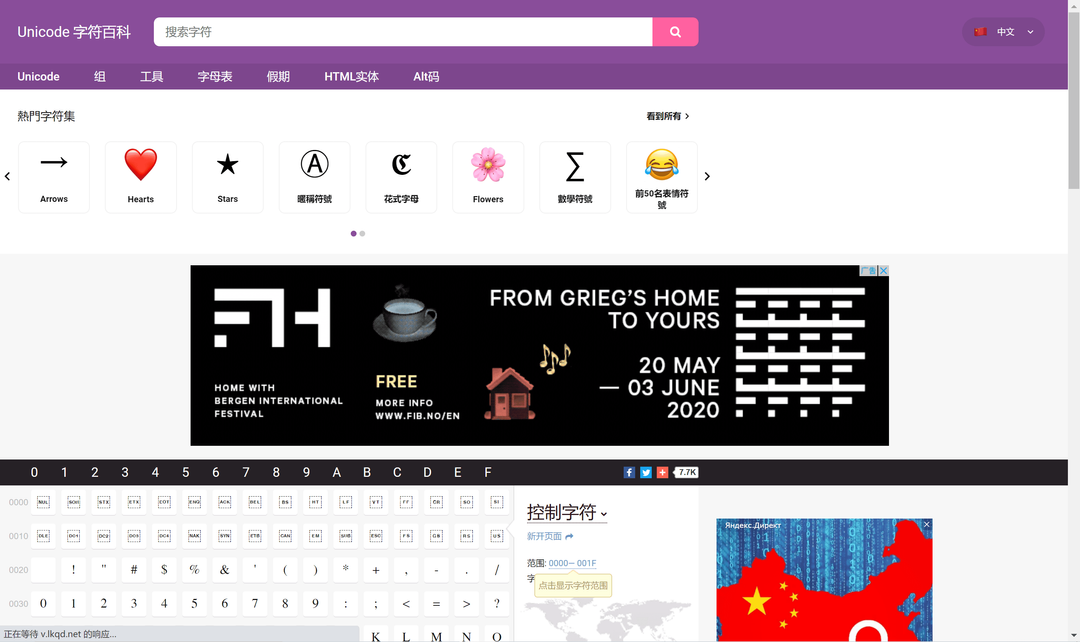 Unicode 字符百科
搜索字符
中文
Unicode 组 工具 字母表 假期 HTML实体 Alt码
熱門字符集
看到所有
→ ★ Ⓐ ℭ ∑
Arrows Hearts Stars 暱稱符號 花式字母 Flowers 數學符號 前50名表情符
號
广告
FROM GRIEG'S HOME
TO YOURS
20 MAY
— 03 JUNE
2020
FREE
MORE INFO
WWW.FIB.NO/EN
HOME WITH
BERGEN INTERNATIONAL
FESTIVAL
0 1 2 3 4 5 6 7 8 9 A B C D E F
7.7K
0000 NUL SOH STX ETX EOT ENQ ACK BEL BS HT LF VT FF CR SO SI
0010 DLE DC1 DC2 DC3 DC4 NAK SYN ETB CAN EM SUB ESC FS GS RS US
0020 ! " # $ % & ' ( ) * + , - . /
0030 0 1 2 3 4 5 6 7 8 9 : ; < = > ?
K L M N O
控制字符
新开页面
范围: 0000— 001F
字
点击显示字符范围
Яндекс.Директ
正在等待 v.lkqd.net 的响应...